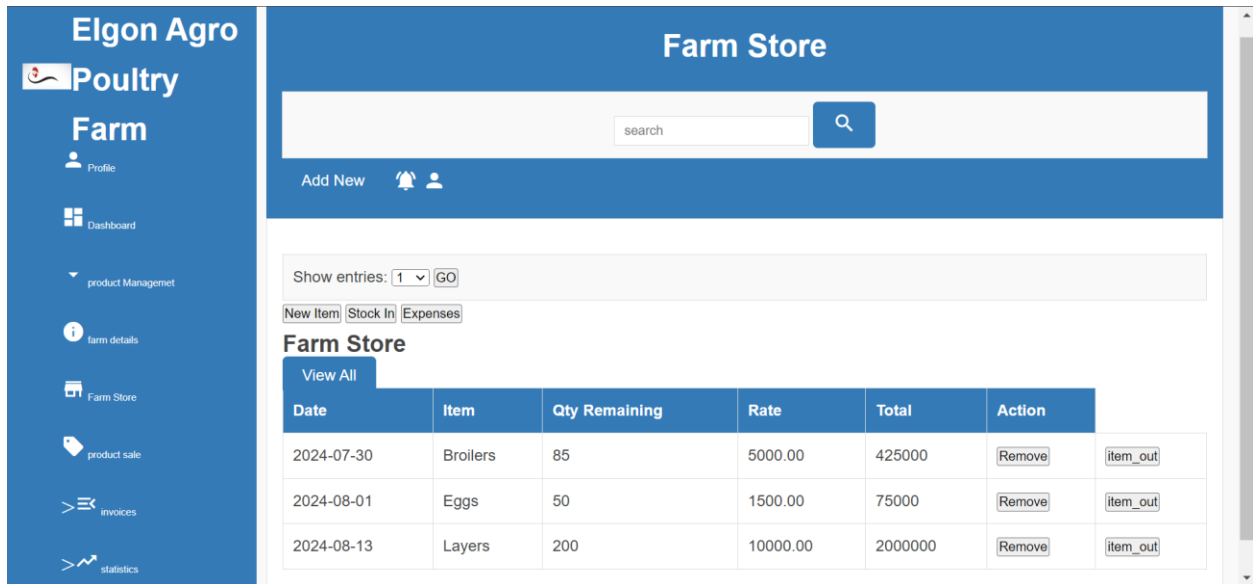 Elgon Agro
Poultry
Farm
Profile
Dashboard
product Managemet
farm details
Farm Store
product sale
> invoices
> statistics
Farm Store
search
Add New
Show entries: 1 GO
New Item Stock In Expenses
Farm Store
View All
Date Item Qty Remaining Rate Total Action
2024-07-30 Broilers 85 5000.00 425000 Remove item_out
2024-08-01 Eggs 50 1500.00 75000 Remove item_out
2024-08-13 Layers 200 10000.00 2000000 Remove item_out